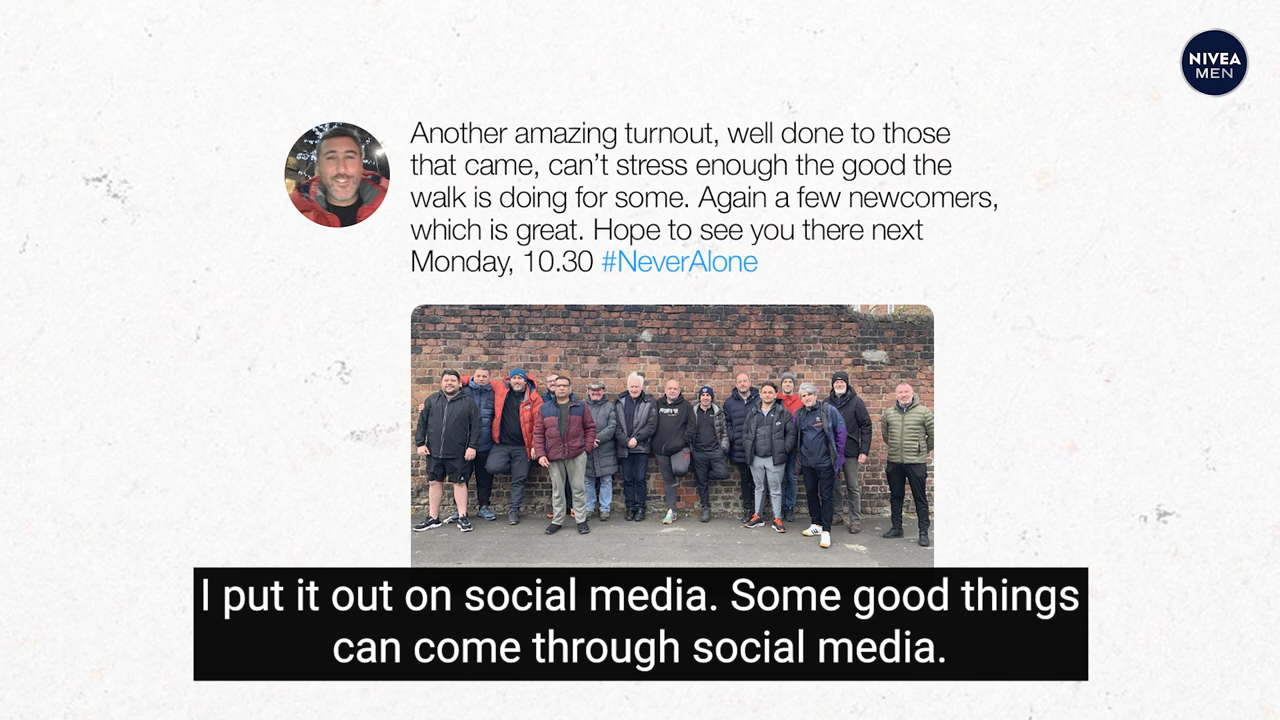 NIVEA
MEN
Another amazing turnout, well done to those
that came, can’t stress enough the good the
walk is doing for some. Again a few newcomers,
which is great. Hope to see you there next
Monday, 10.30 #NeverAlone
I put it out on social media. Some good things
can come through social media.